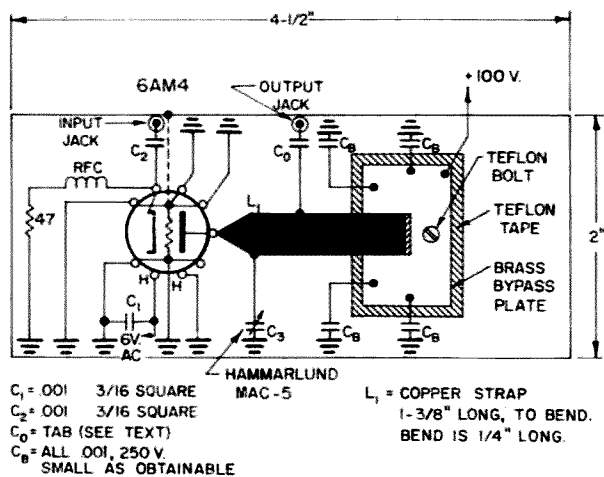 4-1/2"
6AM4
OUTPUT
JACK
+100 V.
INPUT
JACK
C2
CO
CB
CB
RFC
TEFLON
BOLT
47
L1
TEFLON
TAPE
2"
BRASS
BYPASS
PLATE
H
H
C1
6V.
AC
C3
CB
CB
HAMMARLUND
MAC-5
C1 = .001 3/16 SQUARE
C2 = .001 3/16 SQUARE
CO = TAB (SEE TEXT)
CB = ALL .001, 250 V.
SMALL AS OBTAINABLE
L1 = COPPER STRAP
1-3/8" LONG, TO BEND.
BEND IS 1/4" LONG.